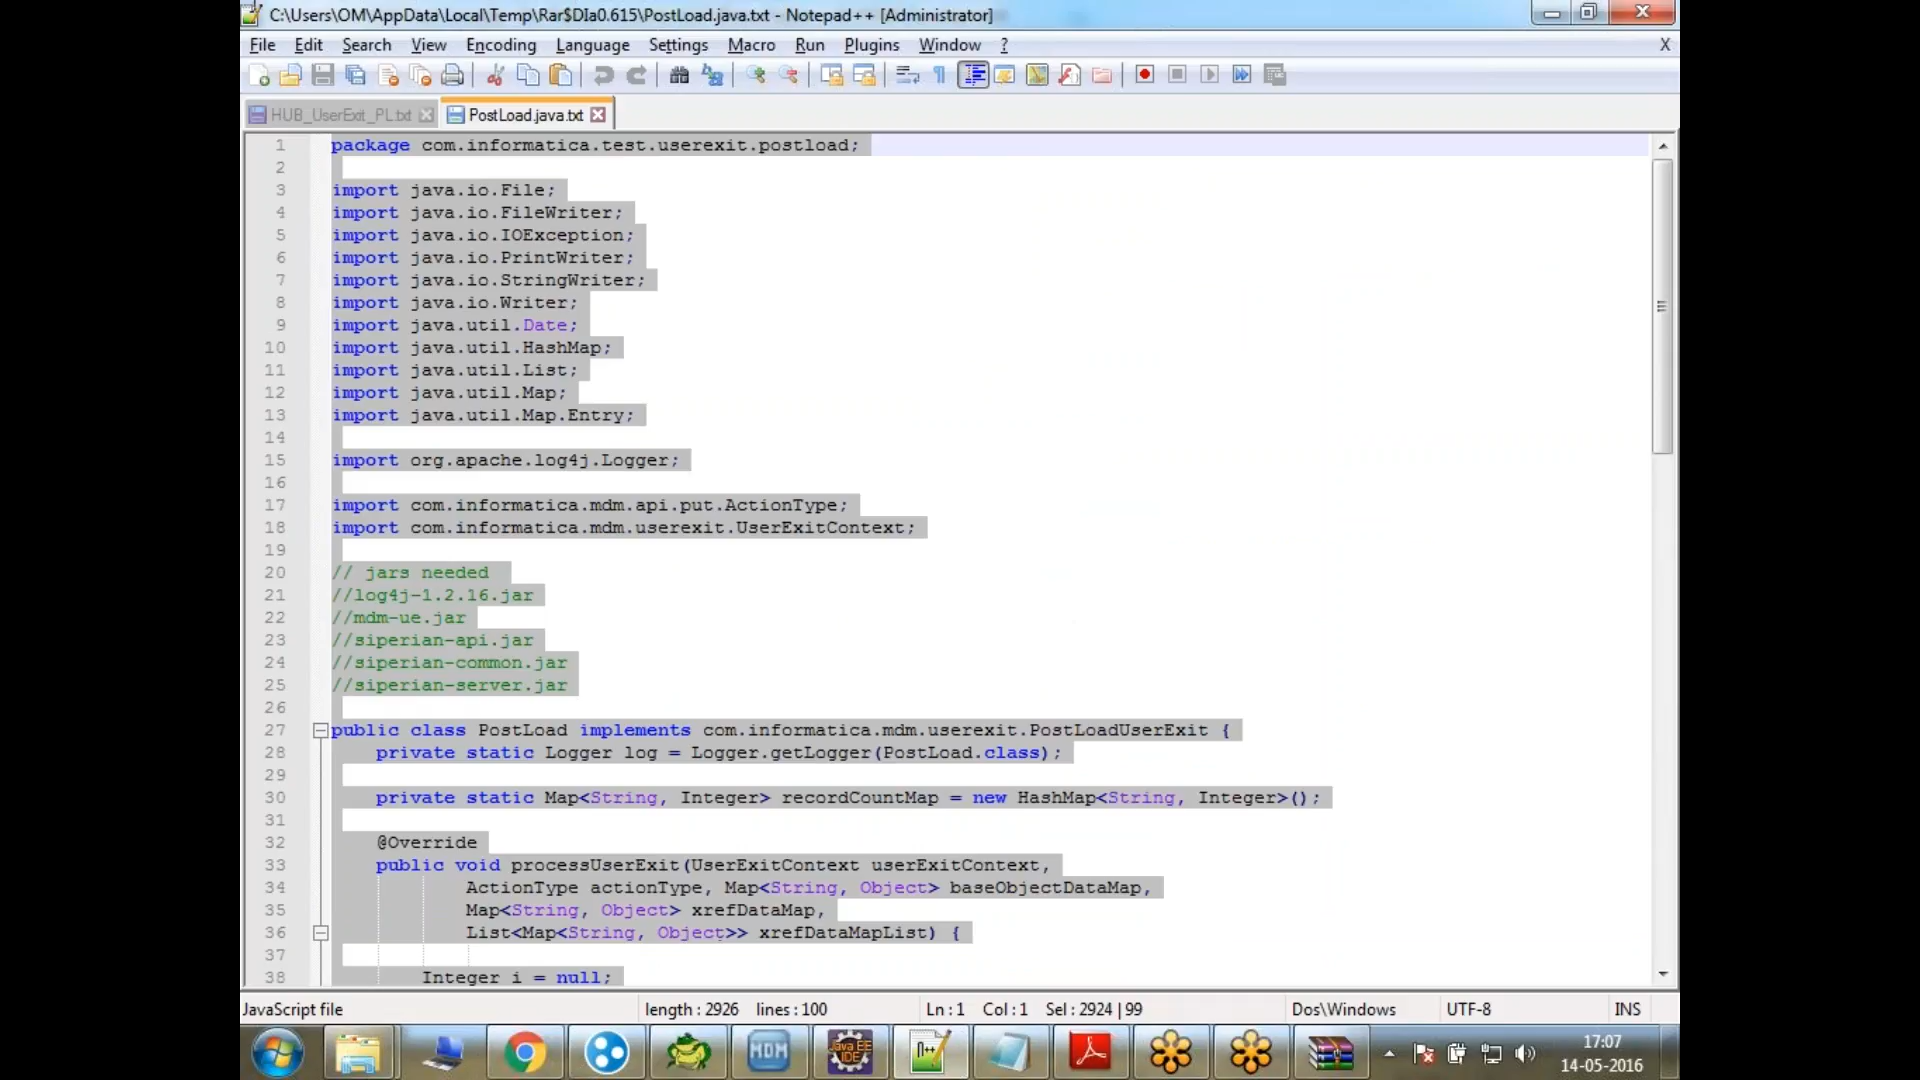 C:\Users\OM\AppData\Local\Temp\Rar$DIa0.615\PostLoad.java.txt - Notepad++ [Administrator]
File Edit Search View Encoding Language Settings Macro Run Plugins Window ? X
HUB_UserExit_PL.txt PostLoad.java.txt
1 package com.informatica.test.userexit.postload;
2
3 import java.io.File;
4 import java.io.FileWriter;
5 import java.io.IOException;
6 import java.io.PrintWriter;
7 import java.io.StringWriter;
8 import java.io.Writer;
9 import java.util.Date;
10 import java.util.HashMap;
11 import java.util.List;
12 import java.util.Map;
13 import java.util.Map.Entry;
14
15 import org.apache.log4j.Logger;
16
17 import com.informatica.mdm.api.put.ActionType;
18 import com.informatica.mdm.userexit.UserExitContext;
19
20 // jars needed
21 //log4j-1.2.16.jar
22 //mdm-ue.jar
23 //siperian-api.jar
24 //siperian-common.jar
25 //siperian-server.jar
26
27 public class PostLoad implements com.informatica.mdm.userexit.PostLoadUserExit {
28 private static Logger log = Logger.getLogger(PostLoad.class);
29
30 private static Map<String, Integer> recordCountMap = new HashMap<String, Integer>();
31
32 @Override
33 public void processUserExit(UserExitContext userExitContext,
34 ActionType actionType, Map<String, Object> baseObjectDataMap,
35 Map<String, Object> xrefDataMap,
36 List<Map<String, Object>> xrefDataMapList) {
37
38 Integer i = null;
JavaScript file length : 2926 lines : 100 Ln : 1 Col : 1 Sel : 2924 | 99 Dos\Windows UTF-8 INS
MDM Java EE IDE 17:07
14-05-2016